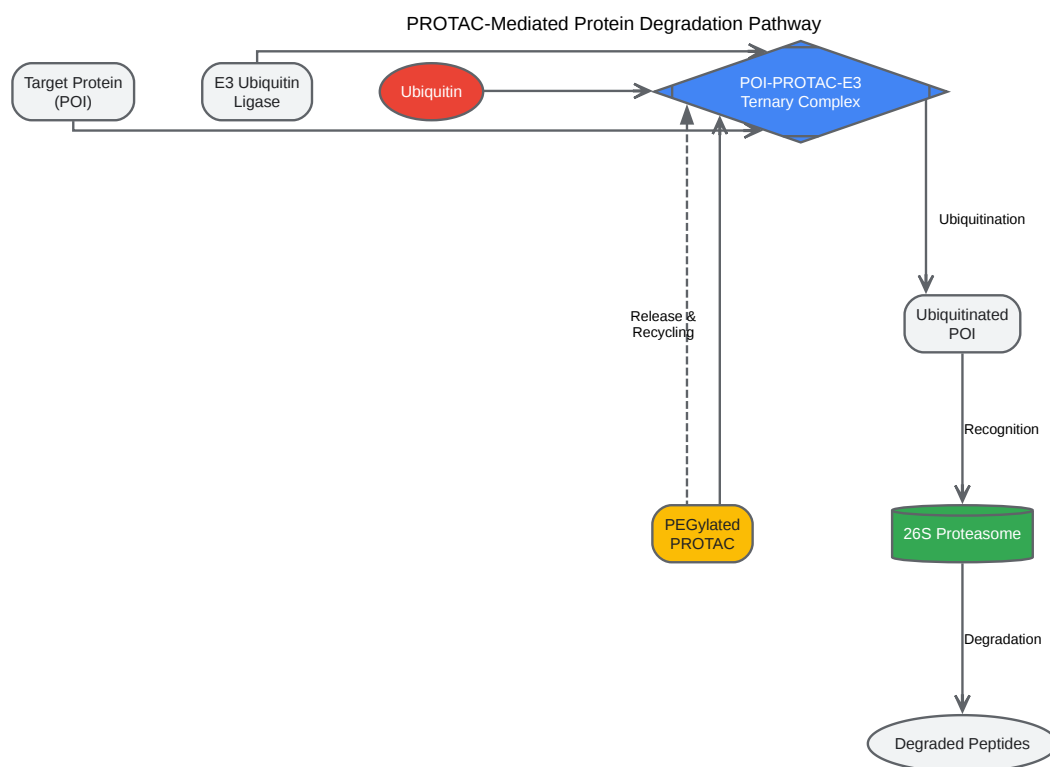 PROTAC-Mediated Protein Degradation Pathway
Target Protein
(POI)
E3 Ubiquitin
Ligase
Ubiquitin
POI-PROTAC-E3
Ternary Complex
Ubiquitination
Release &
Recycling
Ubiquitinated
POI
Recognition
PEGylated
PROTAC
26S Proteasome
Degradation
Degraded Peptides